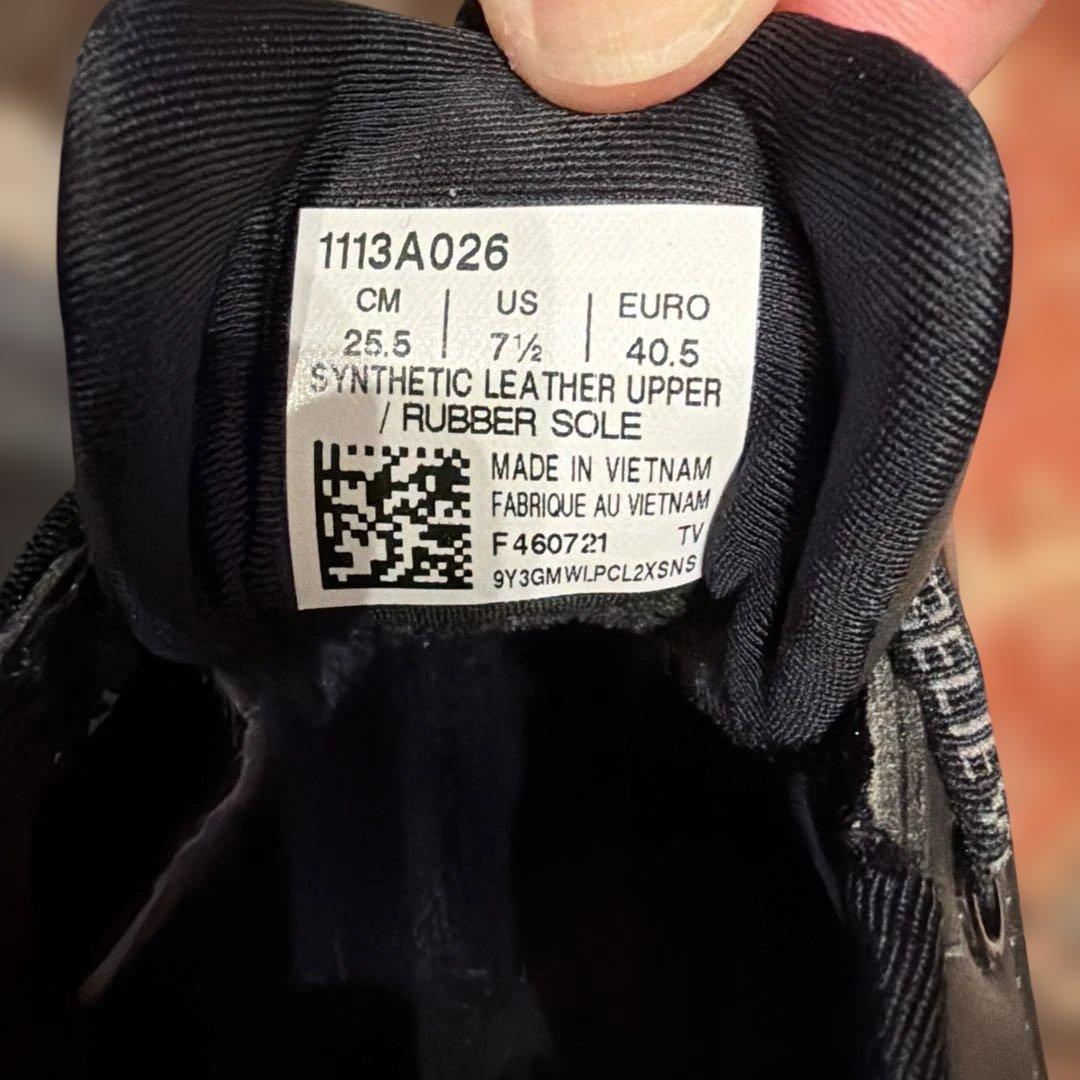 1113A026
CM | US | EURO
25.5 | 7½ | 40.5
SYNTHETIC LEATHER UPPER
/ RUBBER SOLE
MADE IN VIETNAM
FABRIQUE AU VIETNAM
F460721 TV
9Y3GMWLPCL2XSNS